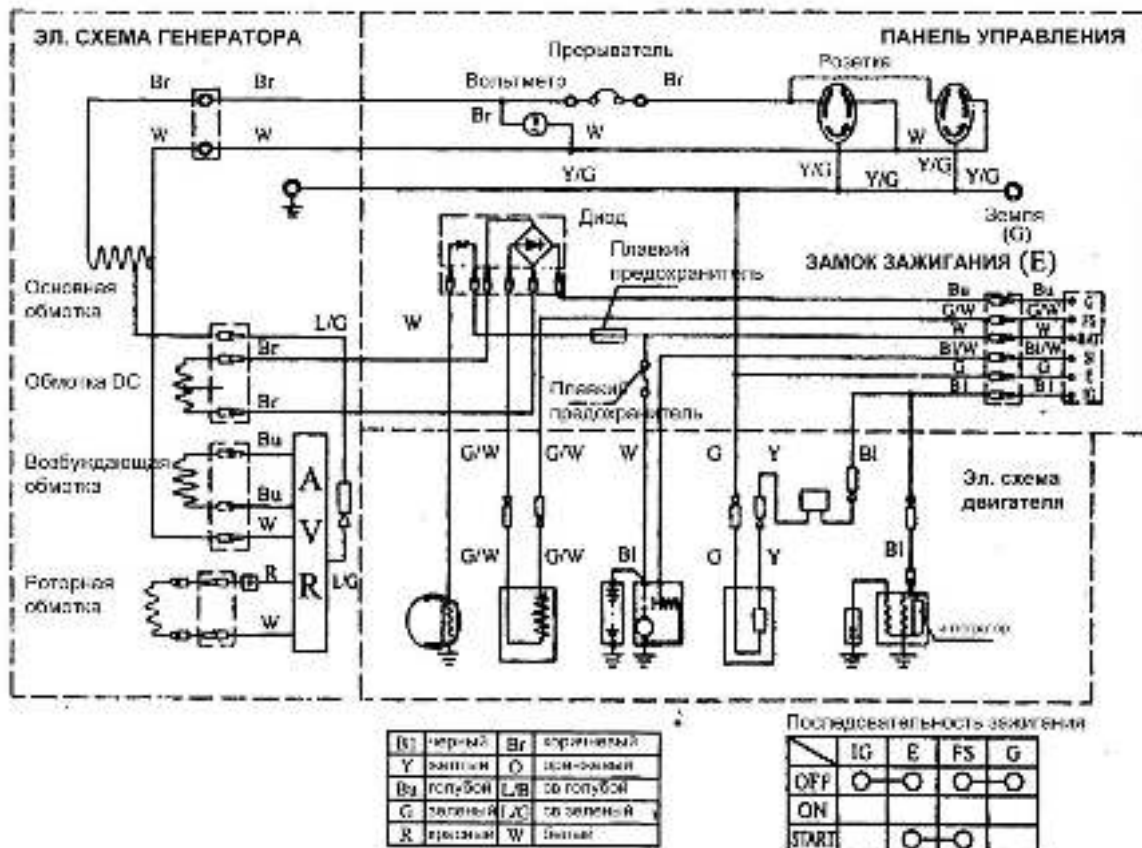 ЭЛ. СХЕМА ГЕНЕРАТОРА
ПАНЕЛЬ УПРАВЛЕНИЯ
Прерыватель
Розетка
Вольтметр
Br
Br
Br
Br
W
W
W
W
Y/G
Y/G
Y/G
Y/G
Земля
(G)
Диод
Плавкий
предохранитель
ЗАМОК ЗАЖИГАНИЯ (E)
Основная
обмотка
L/G
W
Bu
Bu
G/W
G/W
W
W
Bl/W
Bl/W
G
G
Bl
Bl
Br
Обмотка DC
Br
Плавкий
предохранитель
Возбуждающая
обмотка
Bu
Bu
W
A
V
R
L/G
G/W
G/W
W
G
Y
Bl
Эл. схема
двигателя
G/W
G/W
Bl
G
Y
Bl
Роторная
обмотка
R
W
Последовательность зажигания
Bl черный Br коричневый
Y желтый O оранжевый
Bu голубой L/B св голубой
G зеленый L/G св зеленый
R красный W белый
IG E FS G
OFF
ON
START